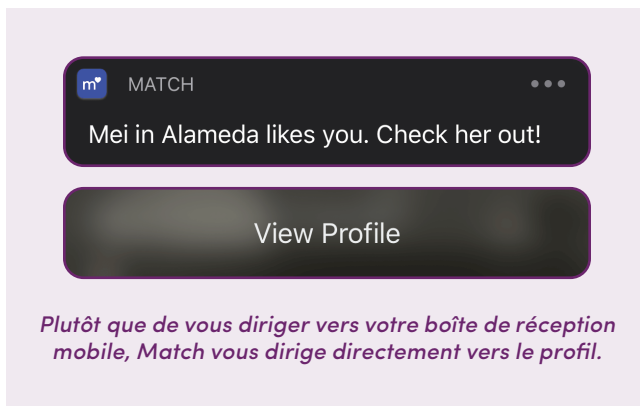 m MATCH
Mei in Alameda likes you. Check her out!
View Profile
Plutôt que de vous diriger vers votre boîte de réception
mobile, Match vous dirige directement vers le profil.